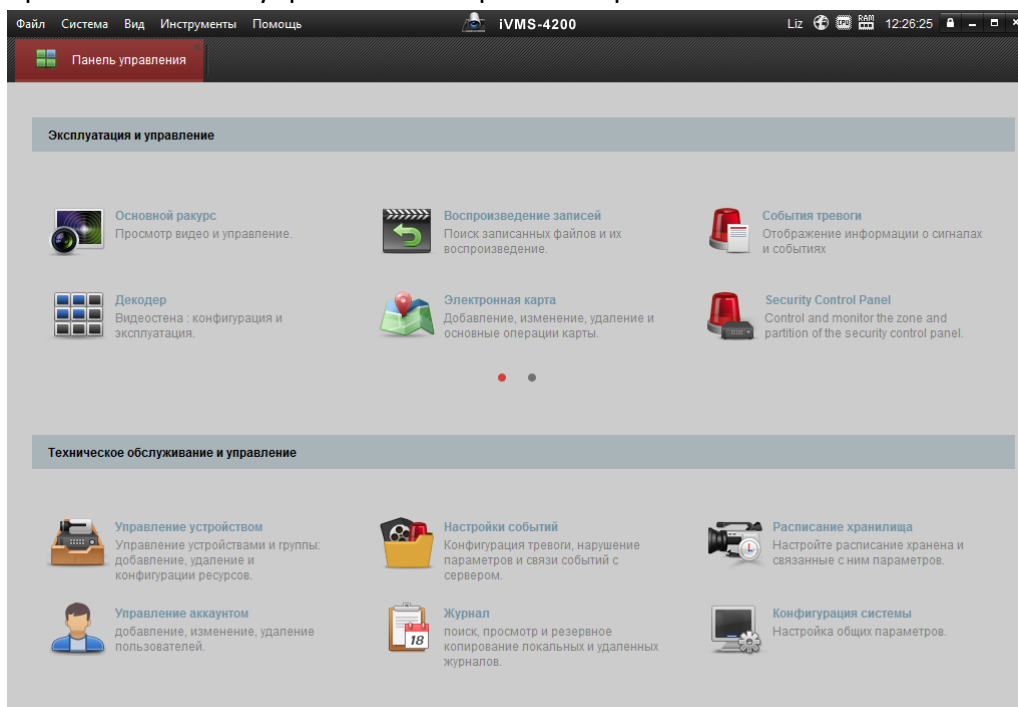 Файл Система Вид Инструменты Помощь iVMS-4200 Liz CPU RAM 12:26:25
Панель управления
Эксплуатация и управление
Основной ракурс
Просмотр видео и управление.
Воспроизведение записей
Поиск записанных файлов и их
воспроизведение.
События тревоги
Отображение информации о сигналах
и событиях
Декодер
Видеостена : конфигурация и
эксплуатация.
Электронная карта
Добавление, изменение, удаление и
основные операции карты.
Security Control Panel
Control and monitor the zone and
partition of the security control panel.
Техническое обслуживание и управление
Управление устройством
Управление устройствами и группы:
добавление, удаление и
конфигурации ресурсов.
Настройки событий
Конфигурация тревоги, нарушение
параметров и связи событий с
сервером.
Расписание хранилища
Настройте расписание хранена и
связанные с ним параметров.
Управление аккаунтом
добавление, изменение, удаление
пользователей.
Журнал
поиск, просмотр и резервное
копирование локальных и удаленных
журналов.
18
Конфигурация системы
Настройка общих параметров.